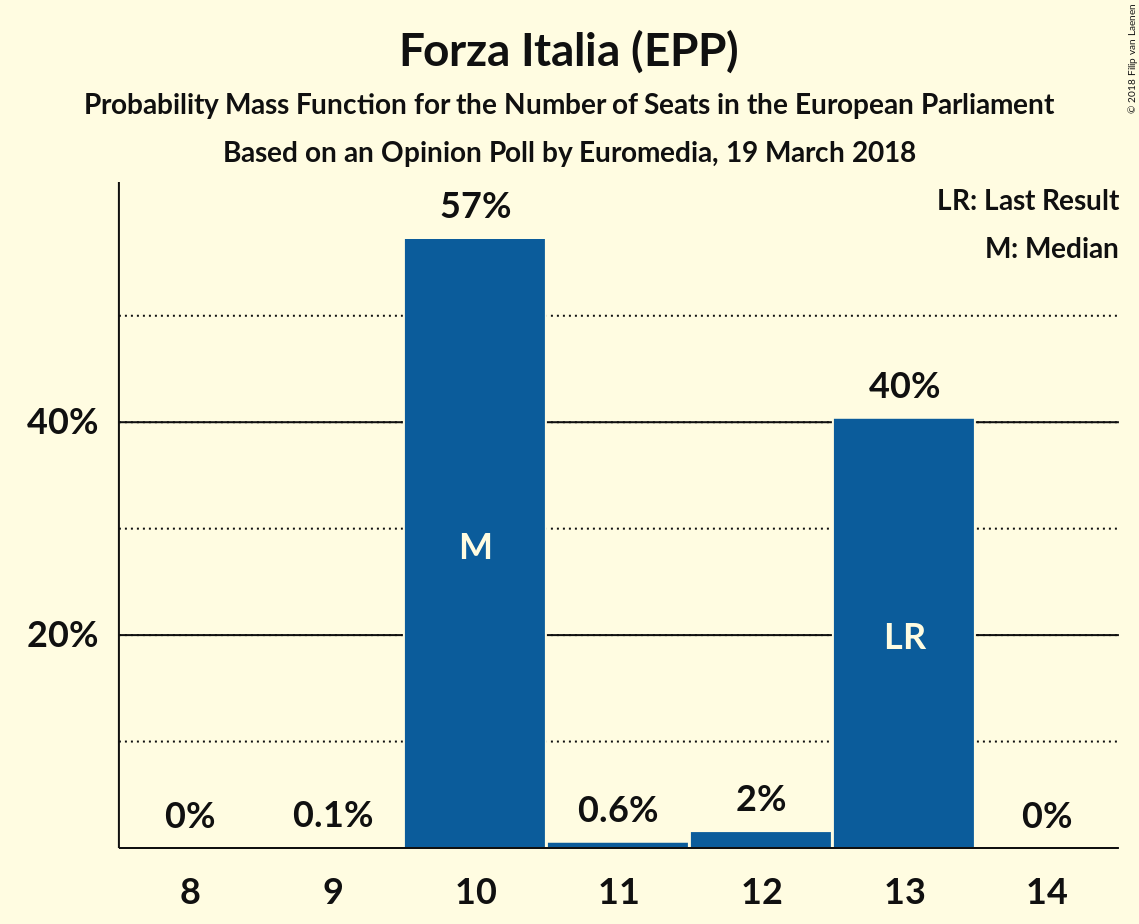 Forza Italia (EPP)
Probability Mass Function for the Number of Seats in the European Parliament
Based on an Opinion Poll by Euromedia, 19 March 2018
© 2018 Filip van Laenen
LR: Last Result
M: Median
57%
40%
40%
20%
M
LR
0%
0.1%
0.6%
2%
0%
8
9
10
11
12
13
14